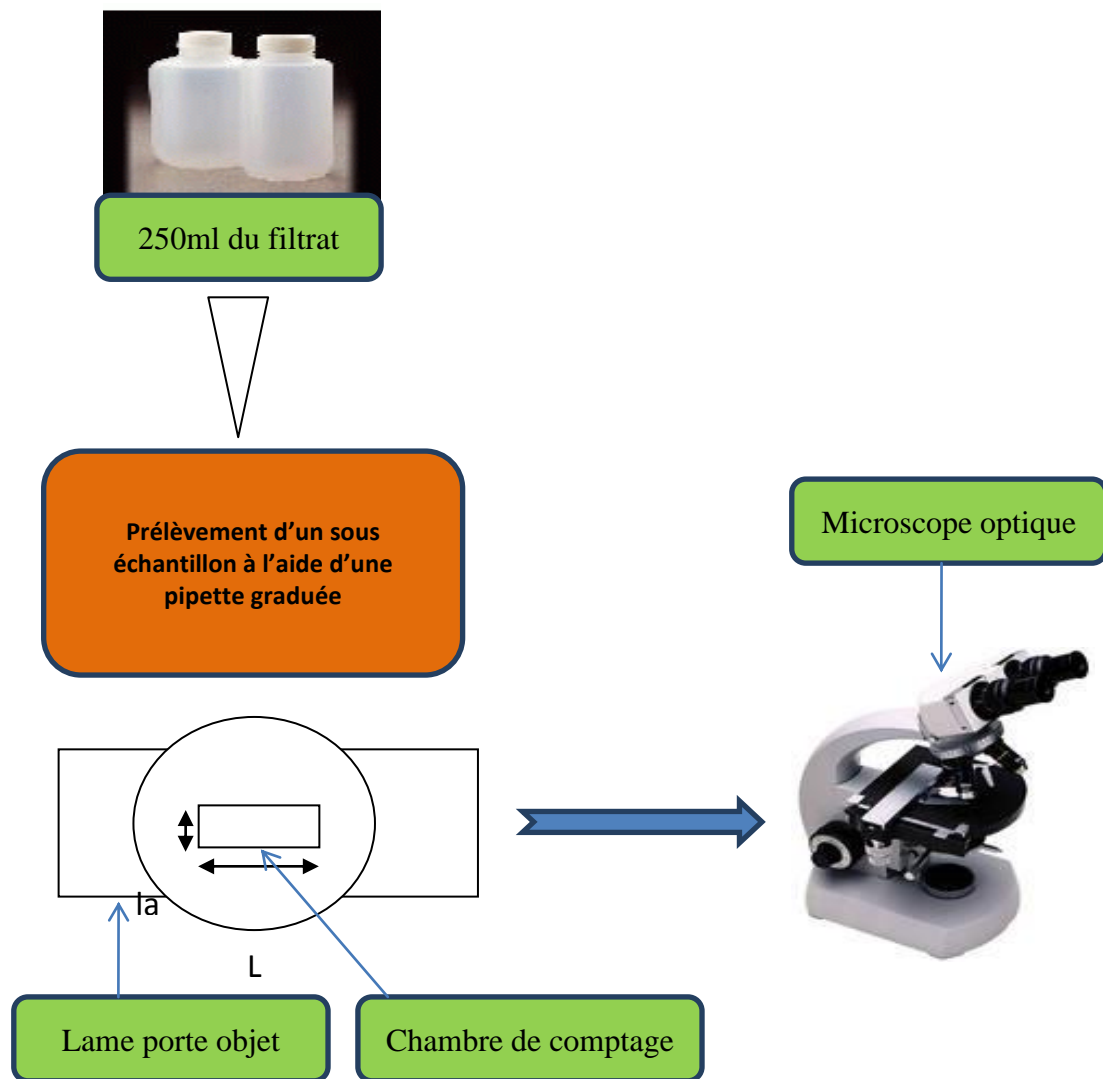 250ml du filtrat
Prélèvement d'un sous
échantillon à l'aide d'une
pipette graduée
Microscope optique
la
L
Lame porte objet
Chambre de comptage